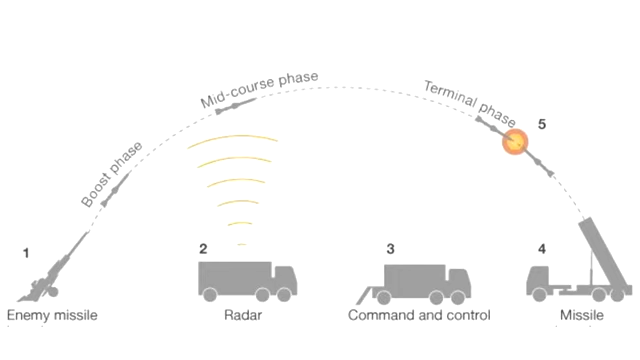 Mid-course phase
Terminal phase
5
Boost phase
1
2
3
4
Enemy missile
Radar
Command and control
Missile